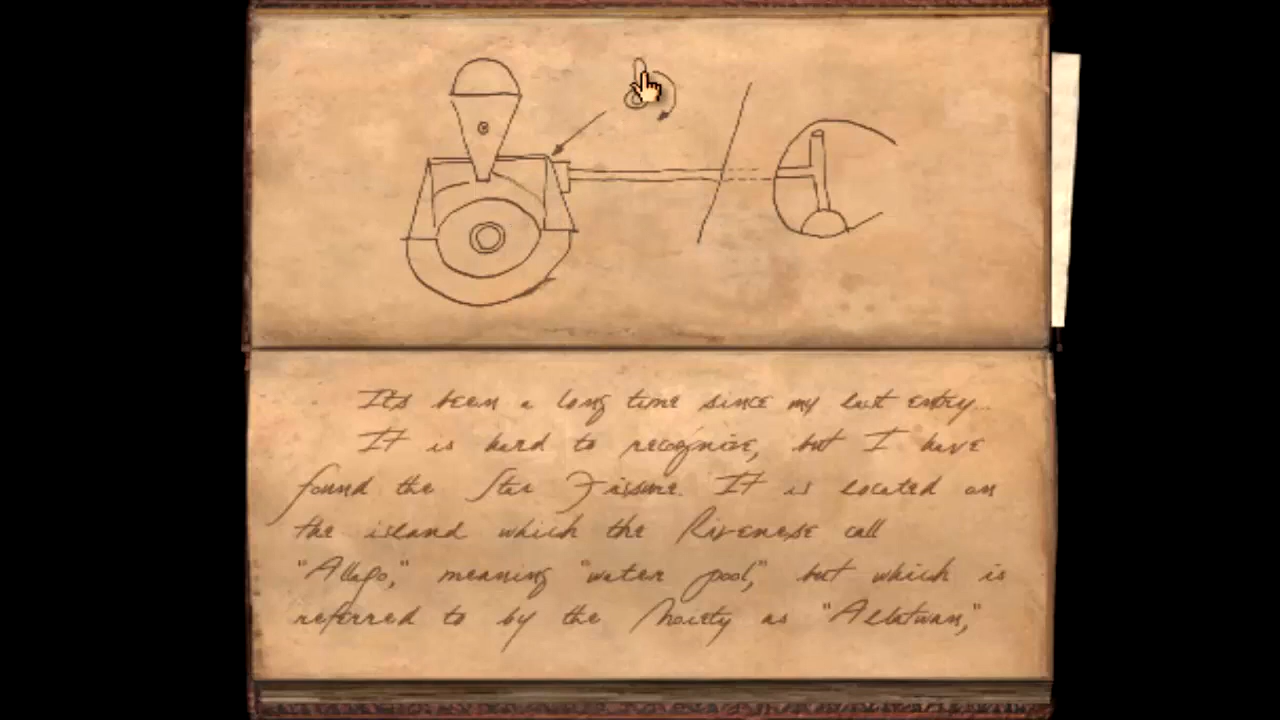 It's been a long time since my last entry...
It is hard to recognize, but I have
found the Star Fissure. It is located on
the island which the Rivenese call
"Allapo," meaning "water pool," but which is
referred to by the Moiety as "Allatwan,"